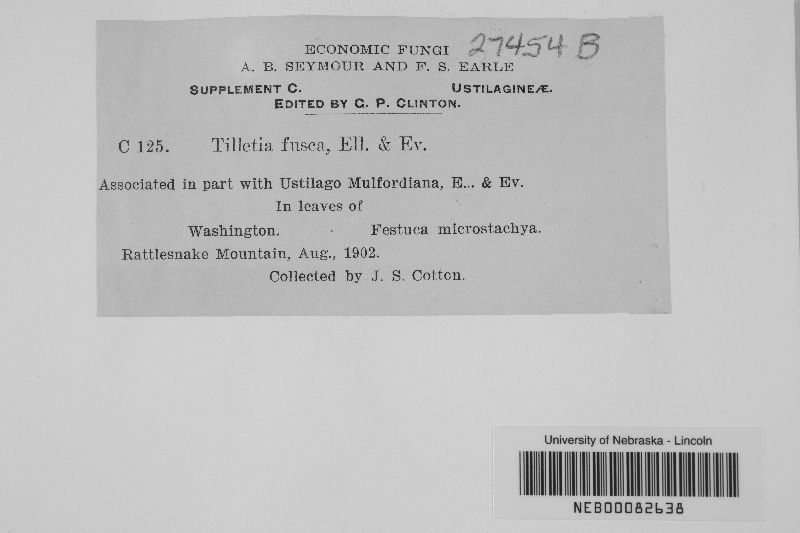 ECONOMIC FUNGI 27454 B
A. B. SEYMOUR AND F. S. EARLE
SUPPLEMENT C. USTILAGINEÆ.
EDITED BY G. P. CLINTON.
C 125. Tilletia fusca, Ell. & Ev.
Associated in part with Ustilago Mulfordiana, E... & Ev.
In leaves of
Washington. Festuca microstachya.
Rattlesnake Mountain, Aug., 1902.
Collected by J. S. Cotton.
University of Nebraska - Lincoln
NEB00082638